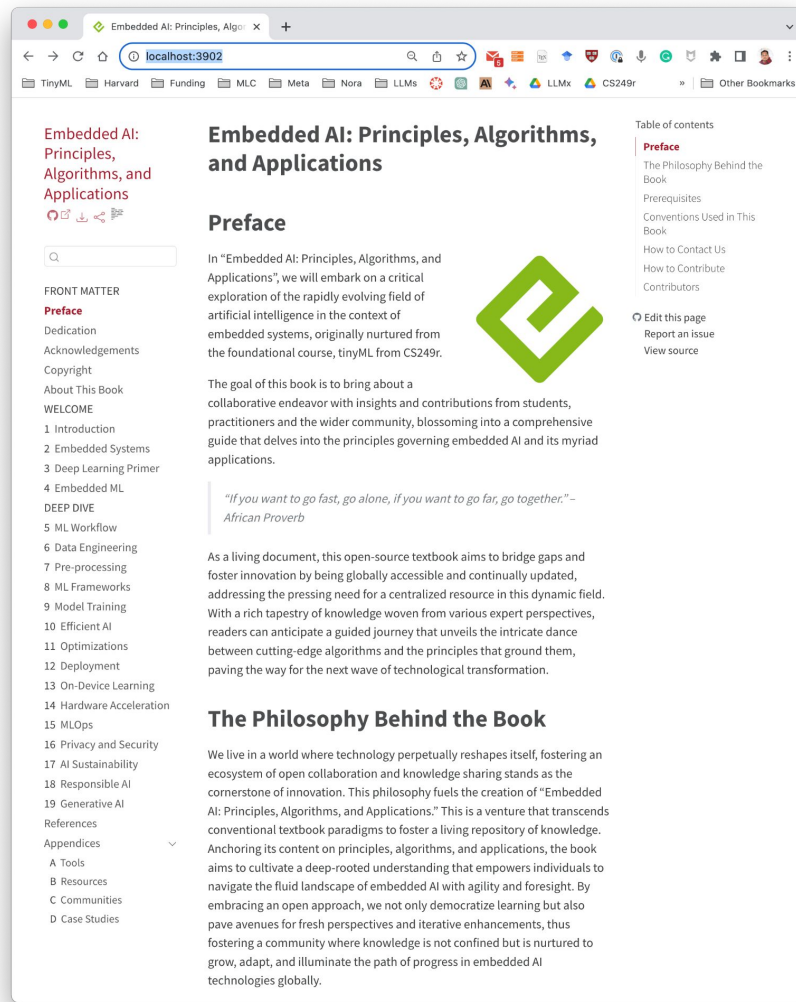 Embedded AI: Principles, Algor
localhost:3902
5
TinyML
Harvard
Funding
MLC
Meta
Nora
LLMs
LLMx
CS249r
»
Other Bookmarks
Embedded AI:
Principles,
Algorithms, and
Applications
FRONT MATTER
Preface
Dedication
Acknowledgements
Copyright
About This Book
WELCOME
1 Introduction
2 Embedded Systems
3 Deep Learning Primer
4 Embedded ML
DEEP DIVE
5 ML Workflow
6 Data Engineering
7 Pre-processing
8 ML Frameworks
9 Model Training
10 Efficient AI
11 Optimizations
12 Deployment
13 On-Device Learning
14 Hardware Acceleration
15 MLOps
16 Privacy and Security
17 AI Sustainability
18 Responsible AI
19 Generative AI
References
Appendices
A Tools
B Resources
C Communities
D Case Studies
Embedded AI: Principles, Algorithms,
and Applications
Preface
In “Embedded AI: Principles, Algorithms, and
Applications”, we will embark on a critical
exploration of the rapidly evolving field of
artificial intelligence in the context of
embedded systems, originally nurtured from
the foundational course, tinyML from CS249r.
The goal of this book is to bring about a
collaborative endeavor with insights and contributions from students,
practitioners and the wider community, blossoming into a comprehensive
guide that delves into the principles governing embedded AI and its myriad
applications.
“If you want to go fast, go alone, if you want to go far, go together.” –
African Proverb
As a living document, this open-source textbook aims to bridge gaps and
foster innovation by being globally accessible and continually updated,
addressing the pressing need for a centralized resource in this dynamic field.
With a rich tapestry of knowledge woven from various expert perspectives,
readers can anticipate a guided journey that unveils the intricate dance
between cutting-edge algorithms and the principles that ground them,
paving the way for the next wave of technological transformation.
The Philosophy Behind the Book
We live in a world where technology perpetually reshapes itself, fostering an
ecosystem of open collaboration and knowledge sharing stands as the
cornerstone of innovation. This philosophy fuels the creation of “Embedded
AI: Principles, Algorithms, and Applications.” This is a venture that transcends
conventional textbook paradigms to foster a living repository of knowledge.
Anchoring its content on principles, algorithms, and applications, the book
aims to cultivate a deep-rooted understanding that empowers individuals to
navigate the fluid landscape of embedded AI with agility and foresight. By
embracing an open approach, we not only democratize learning but also
pave avenues for fresh perspectives and iterative enhancements, thus
fostering a community where knowledge is not confined but is nurtured to
grow, adapt, and illuminate the path of progress in embedded AI
technologies globally.
Table of contents
Preface
The Philosophy Behind the
Book
Prerequisites
Conventions Used in This
Book
How to Contact Us
How to Contribute
Contributors
Edit this page
Report an issue
View source